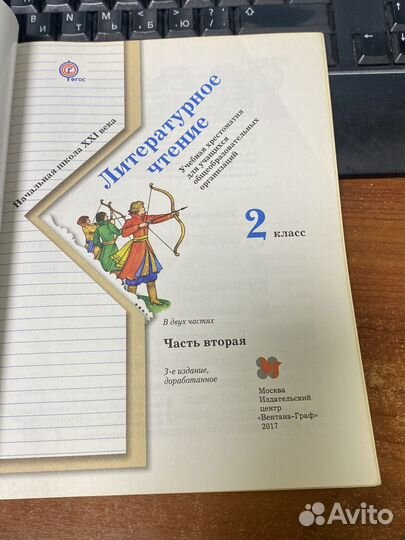 ФГОС
Начальная школа XXI века
Литературное
чтение
Учебная хрестоматия
для учащихся
общеобразовательных
организаций
2 класс
В двух частях
Часть вторая
3-е издание,
доработанное
Москва
Издательский
центр
«Вентана-Граф»
2017
Avito